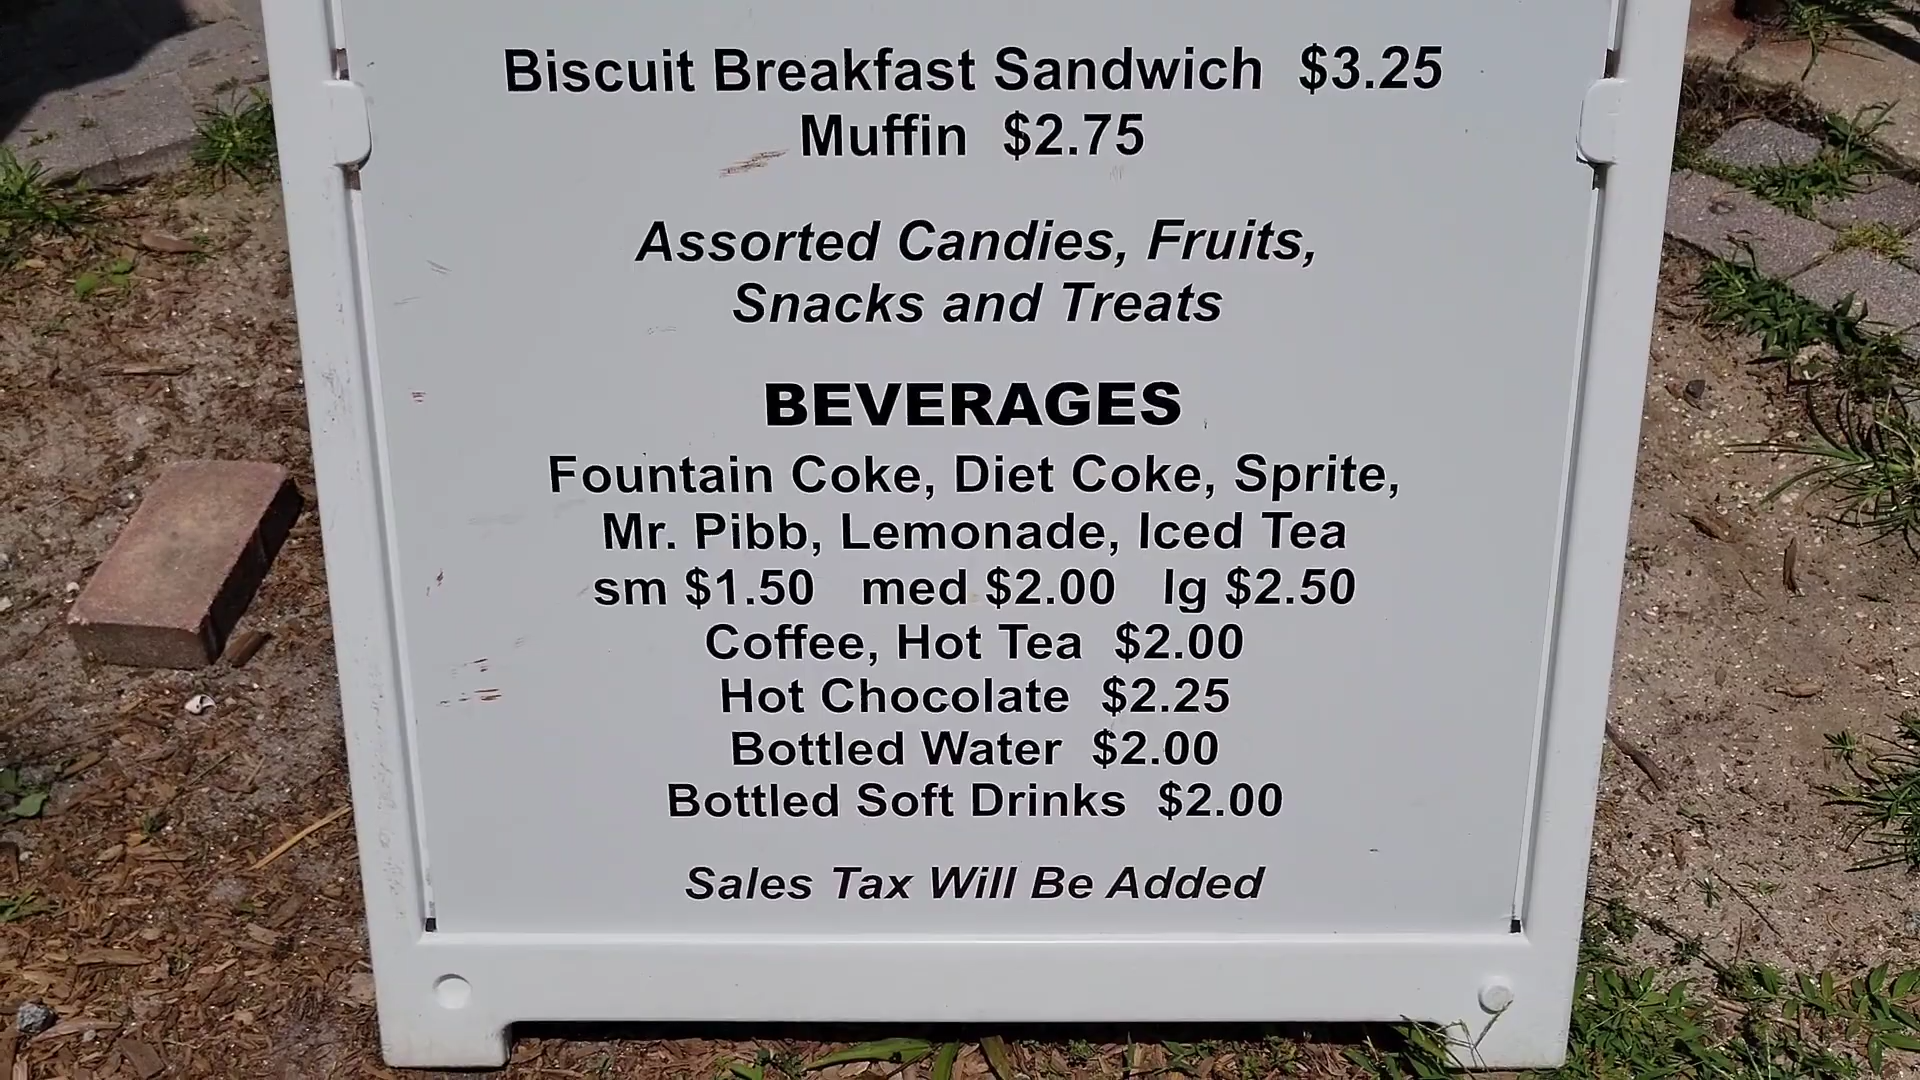 Biscuit Breakfast Sandwich $3.25
Muffin $2.75
Assorted Candies, Fruits,
Snacks and Treats
BEVERAGES
Fountain Coke, Diet Coke, Sprite,
Mr. Pibb, Lemonade, Iced Tea
sm $1.50 med $2.00 lg $2.50
Coffee, Hot Tea $2.00
Hot Chocolate $2.25
Bottled Water $2.00
Bottled Soft Drinks $2.00
Sales Tax Will Be Added